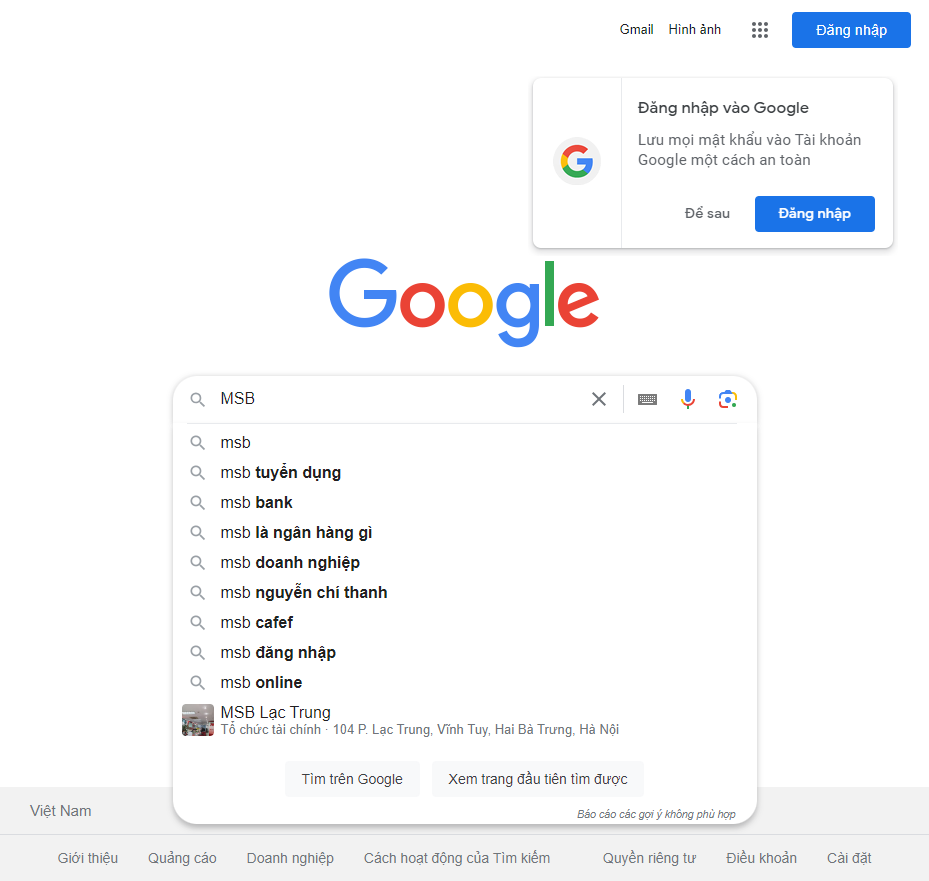 Gmail Hình ảnh Đăng nhập
Đăng nhập vào Google
Lưu mọi mật khẩu vào Tài khoản
Google một cách an toàn
Để sau Đăng nhập
Google
MSB
msb
msb tuyển dụng
msb bank
msb là ngân hàng gì
msb doanh nghiệp
msb nguyễn chí thanh
msb cafef
msb đăng nhập
msb online
MSB Lạc Trung
Tổ chức tài chính · 104 P. Lạc Trung, Vĩnh Tuy, Hai Bà Trưng, Hà Nội
Tìm trên Google Xem trang đầu tiên tìm được
Báo cáo các gợi ý không phù hợp
Việt Nam
Giới thiệu Quảng cáo Doanh nghiệp Cách hoạt động của Tìm kiếm Quyền riêng tư Điều khoản Cài đặt